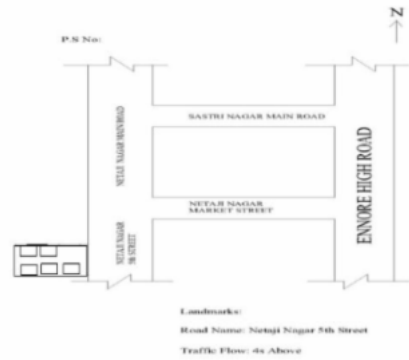 N
P.S No:
SASTRI NAGAR MAIN ROAD
NETAJI NAGAR MAIN ROAD
ENNORE HIGH ROAD
NETAJI NAGAR
MARKET STREET
NETAJI NAGAR
5th STREET
Landmarks:
Road Name: Netaji Nagar 5th Street
Traffic Flow: 4s Above